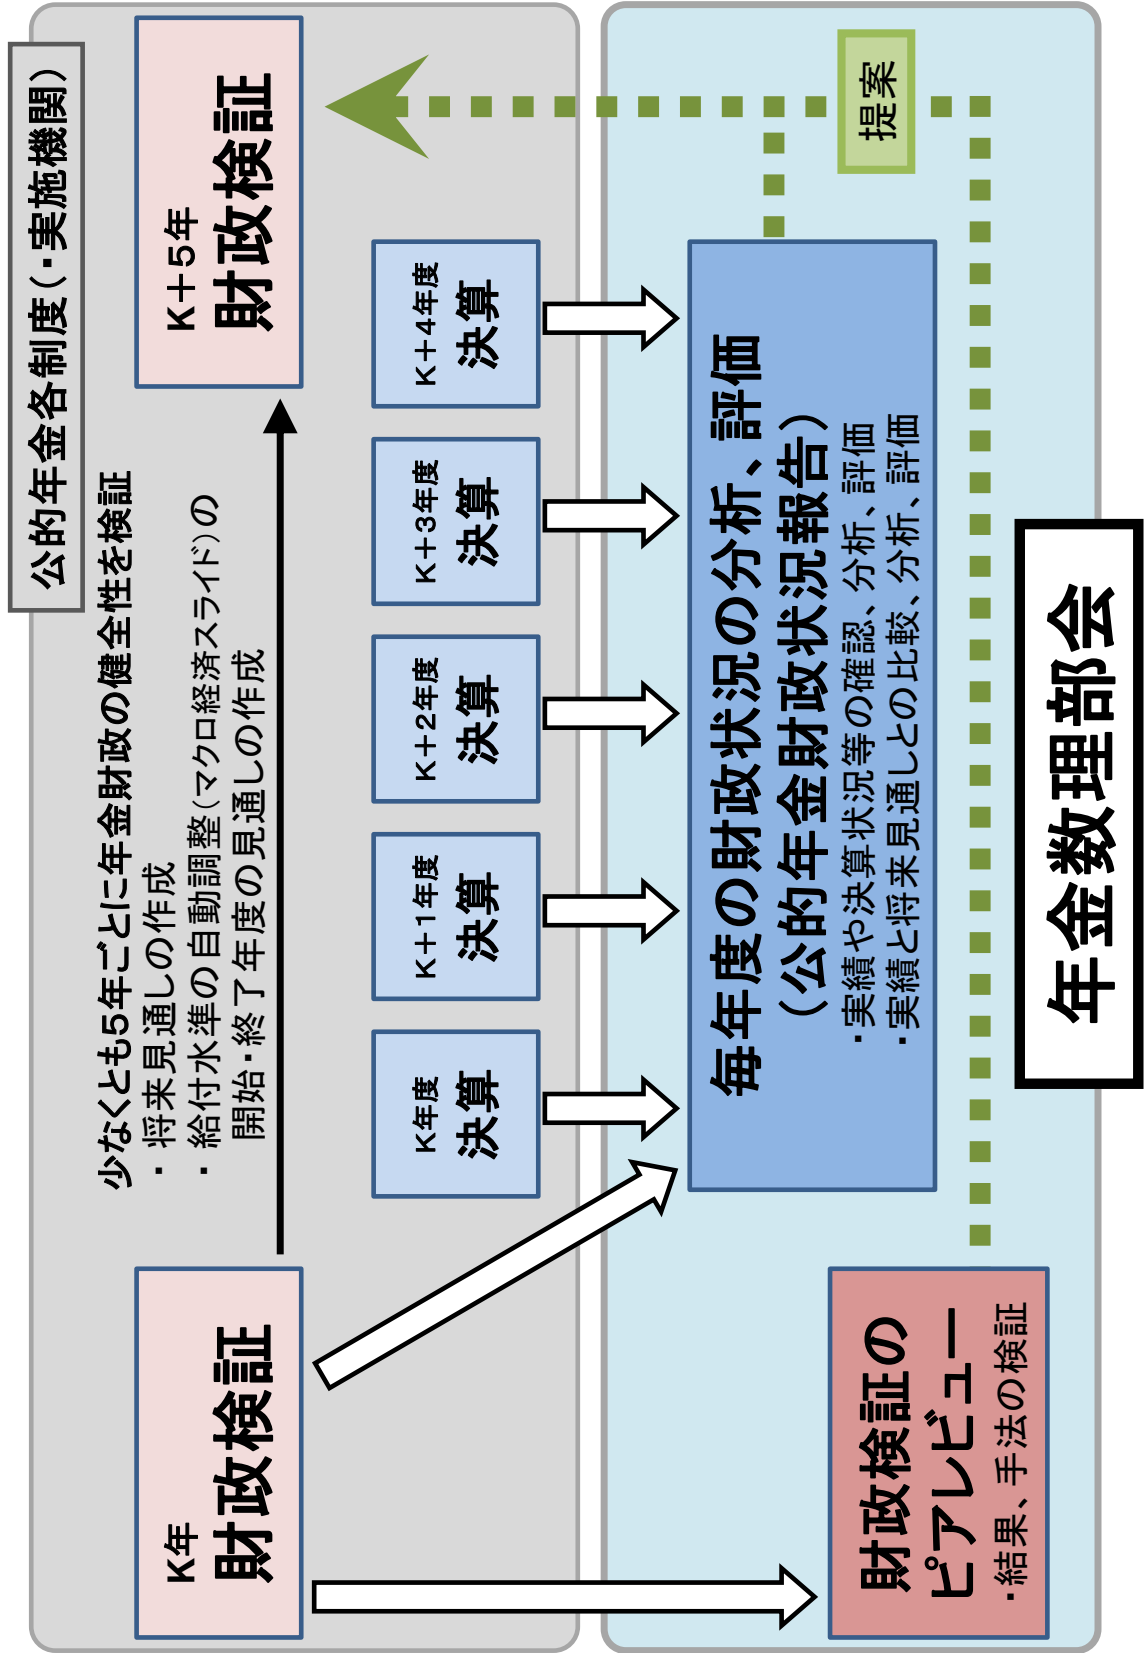 公的年金各制度（・実施機関）
少なくとも５年ごとに年金財政の健全性を検証
・ 将来見通しの作成
・ 給付水準の自動調整（マクロ経済スライド）の
開始・終了年度の見通しの作成
Ｋ年
財政検証
Ｋ＋５年
財政検証
Ｋ年度
決算
Ｋ＋１年度
決算
Ｋ＋２年度
決算
Ｋ＋３年度
決算
Ｋ＋４年度
決算
毎年度の財政状況の分析、評価
（公的年金財政状況報告）
・実績や決算状況等の確認、分析、評価
・実績と将来見通しとの比較、分析、評価
提案
財政検証の
ピアレビュー
・結果、手法の検証
年金数理部会